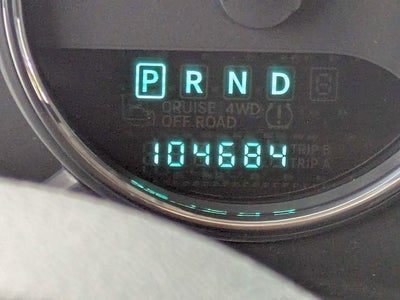 P R N D
CRUISE 4WD
OFF ROAD
TRIP B
104684 TRIP A